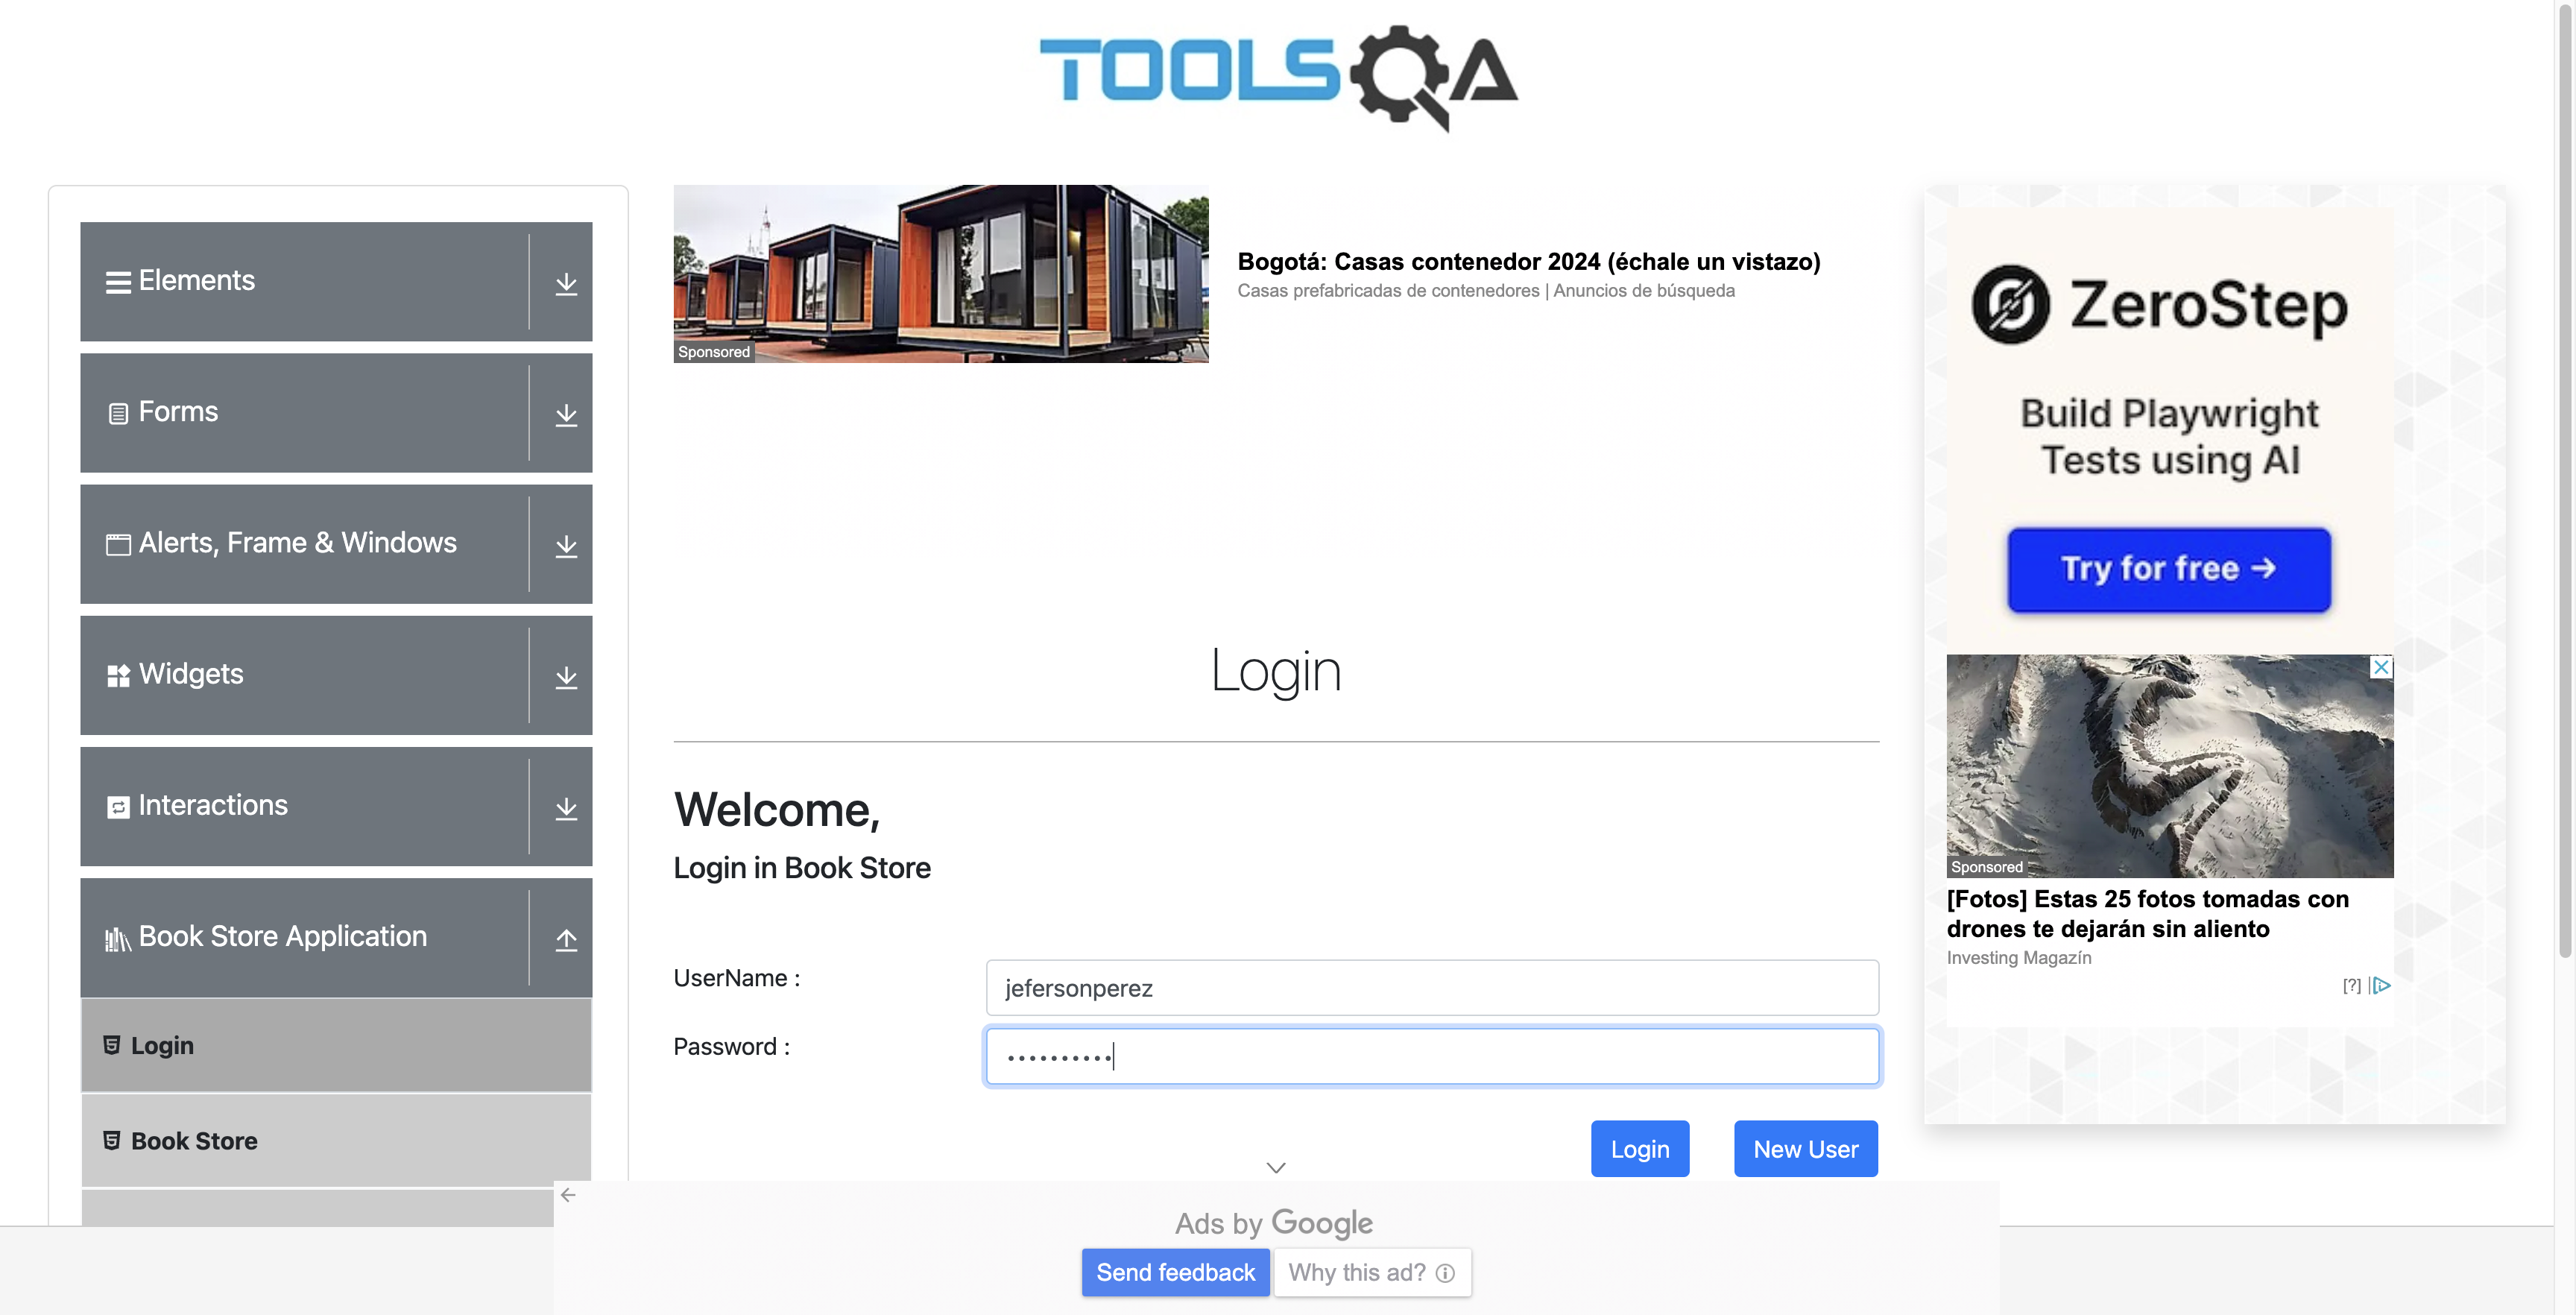 TOOLSQA
Elements
Forms
Alerts, Frame & Windows
Widgets
Interactions
Book Store Application
Login
Book Store
Sponsored
Bogotá: Casas contenedor 2024 (échale un vistazo)
Casas prefabricadas de contenedores | Anuncios de búsqueda
Login
Welcome,
Login in Book Store
UserName :
jefersonperez
Password :
••••••••••
Login
New User
ZeroStep
Build Playwright
Tests using AI
Try for free →
Sponsored
[Fotos] Estas 25 fotos tomadas con
drones te dejarán sin aliento
Investing Magazín
[?]
Ads by Google
Send feedback
Why this ad?